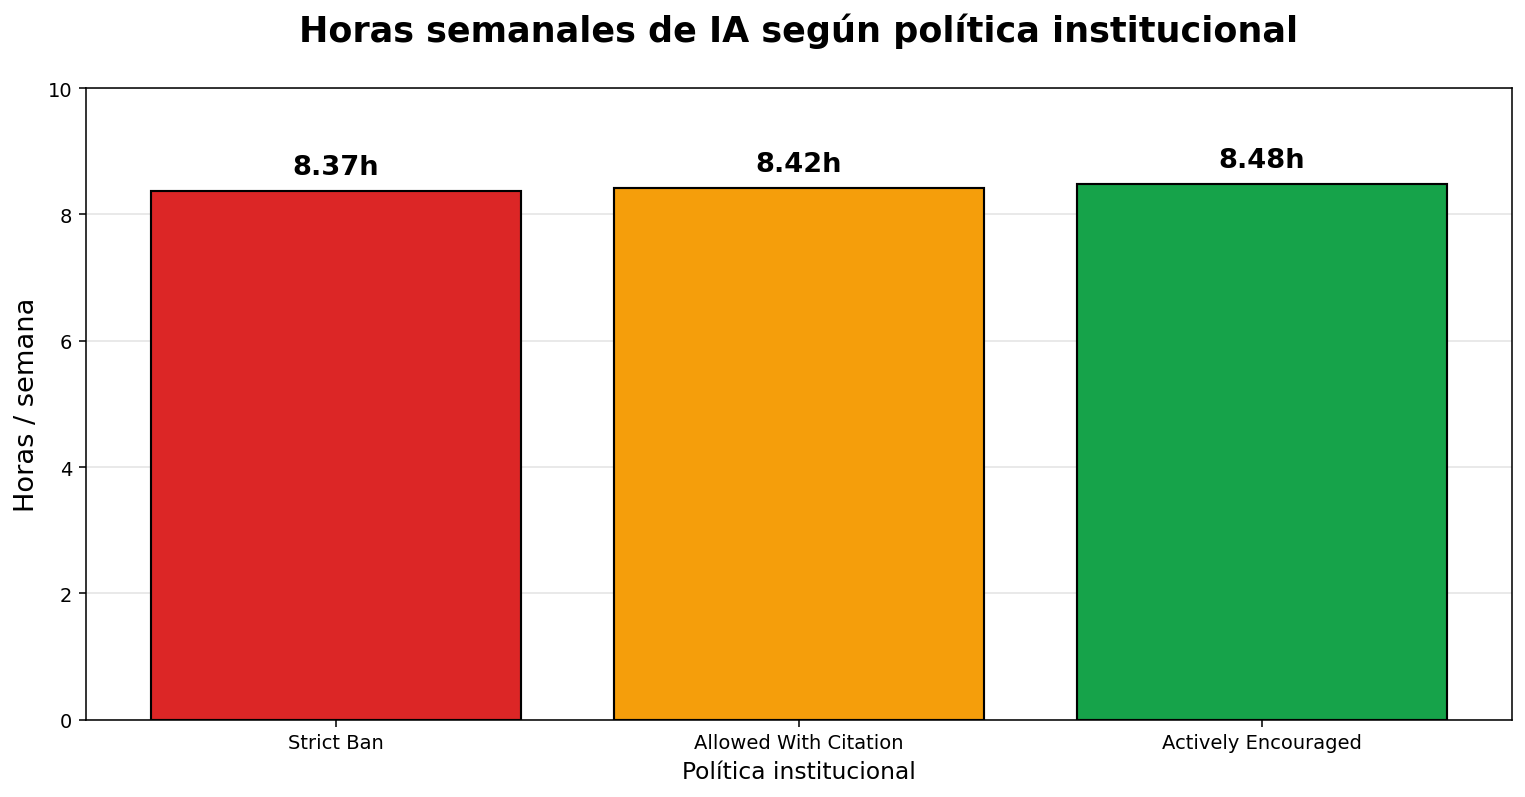 Horas semanales de IA según política institucional
10
8
6
4
2
0
Horas / semana
8.37h
8.42h
8.48h
Strict Ban
Allowed With Citation
Actively Encouraged
Política institucional